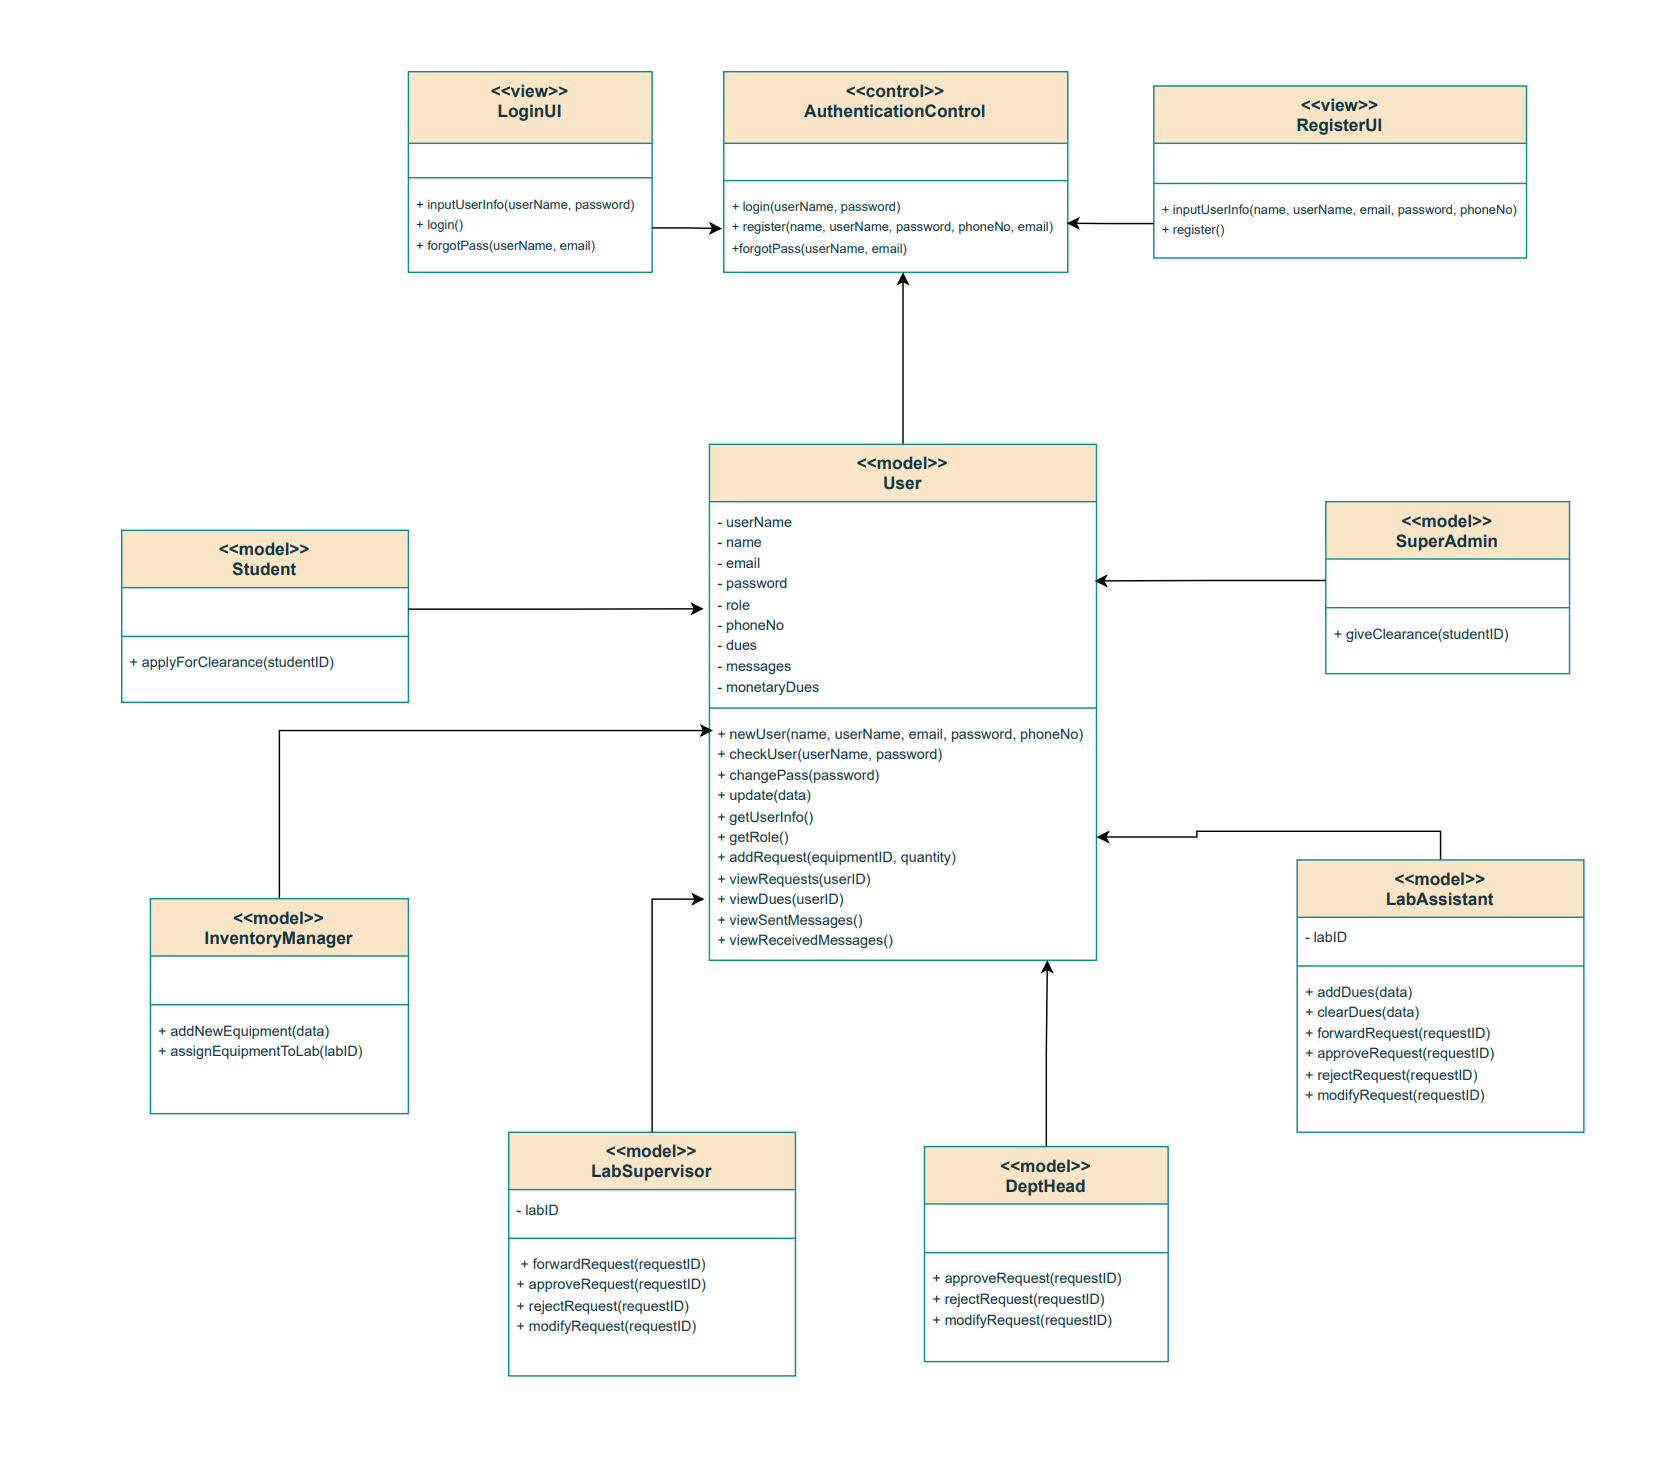 <<view>>
LoginUI
+ inputUserInfo(userName, password)
+ login()
+ forgotPass(userName, email)
<<control>>
AuthenticationControl
+ login(userName, password)
+ register(name, userName, password, phoneNo, email)
+forgotPass(userName, email)
<<view>>
RegisterUI
+ inputUserInfo(name, userName, email, password, phoneNo)
+ register()
<<model>>
User
- userName
- name
- email
- password
- role
- phoneNo
- dues
- messages
- monetaryDues
+ newUser(name, userName, email, password, phoneNo)
+ checkUser(userName, password)
+ changePass(password)
+ update(data)
+ getUserInfo()
+ getRole()
+ addRequest(equipmentID, quantity)
+ viewRequests(userID)
+ viewDues(userID)
+ viewSentMessages()
+ viewReceivedMessages()
<<model>>
Student
+ applyForClearance(studentID)
<<model>>
SuperAdmin
+ giveClearance(studentID)
<<model>>
InventoryManager
+ addNewEquipment(data)
+ assignEquipmentToLab(labID)
<<model>>
LabAssistant
- labID
+ addDues(data)
+ clearDues(data)
+ forwardRequest(requestID)
+ approveRequest(requestID)
+ rejectRequest(requestID)
+ modifyRequest(requestID)
<<model>>
LabSupervisor
- labID
+ forwardRequest(requestID)
+ approveRequest(requestID)
+ rejectRequest(requestID)
+ modifyRequest(requestID)
<<model>>
DeptHead
+ approveRequest(requestID)
+ rejectRequest(requestID)
+ modifyRequest(requestID)